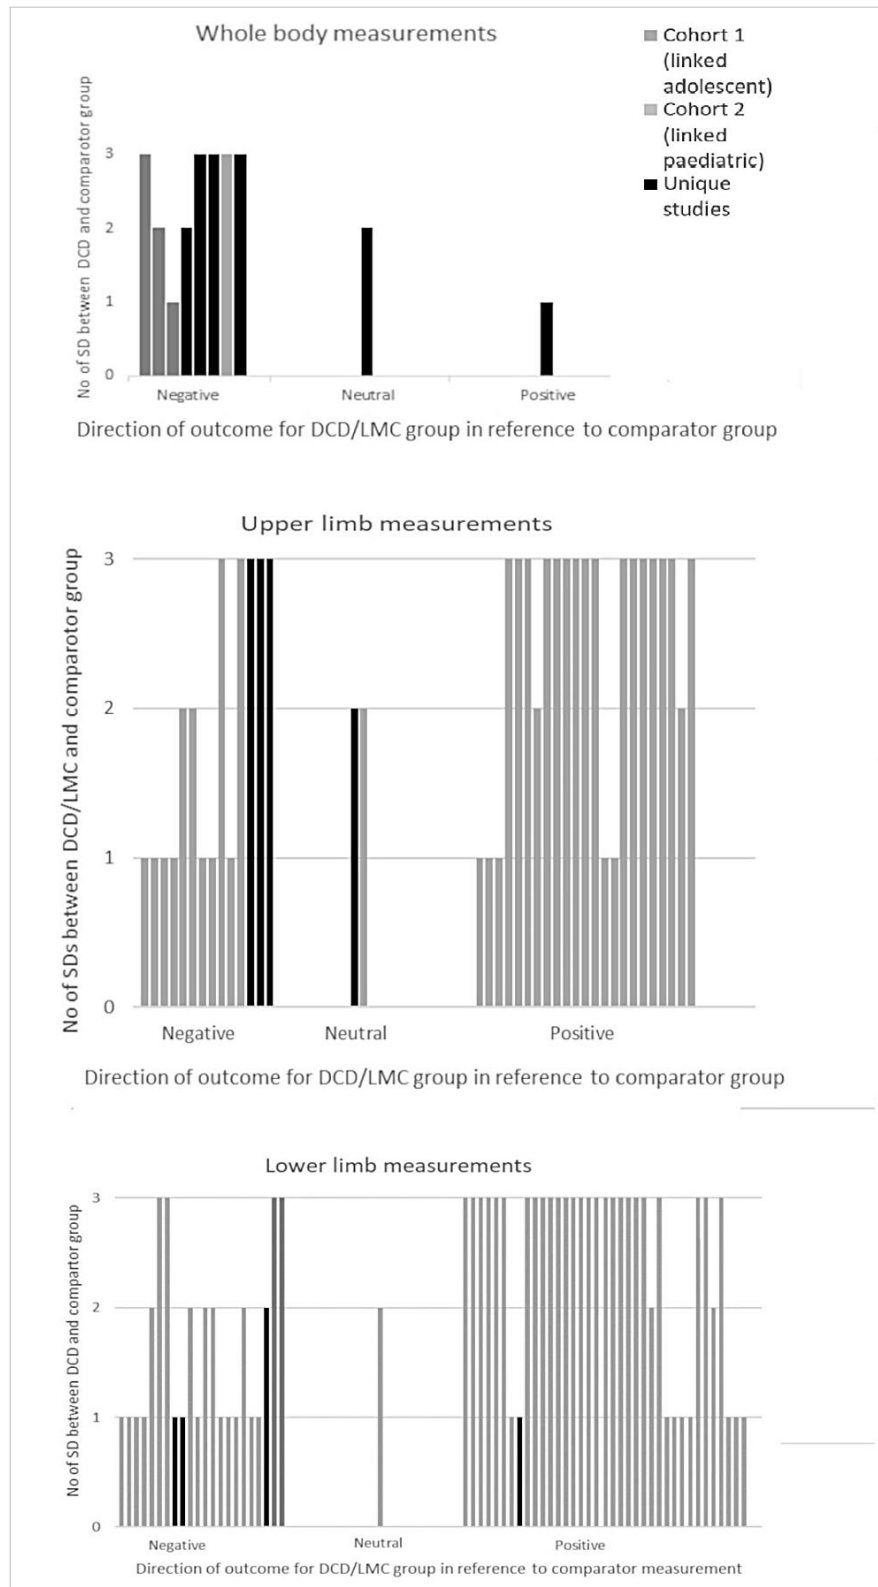 Whole body measurements
Cohort 1
(linked
adolescent)
Cohort 2
(linked
paediatric)
Unique
studies
No of SD between DCD and comparotor group
3
2
1
0
Negative Neutral Positive
Direction of outcome for DCD/LMC group in reference to comparator group
Upper limb measurements
No of SDs between DCD/LMC and comparotor group
3
2
1
0
Negative Neutral Positive
Direction of outcome for DCD/LMC group in reference to comparator group
Lower limb measurements
No of SD between DCD and compartor group
3
2
1
0
Negative Neutral Positive
Direction of outcome for DCD/LMC group in reference to comparator measurement